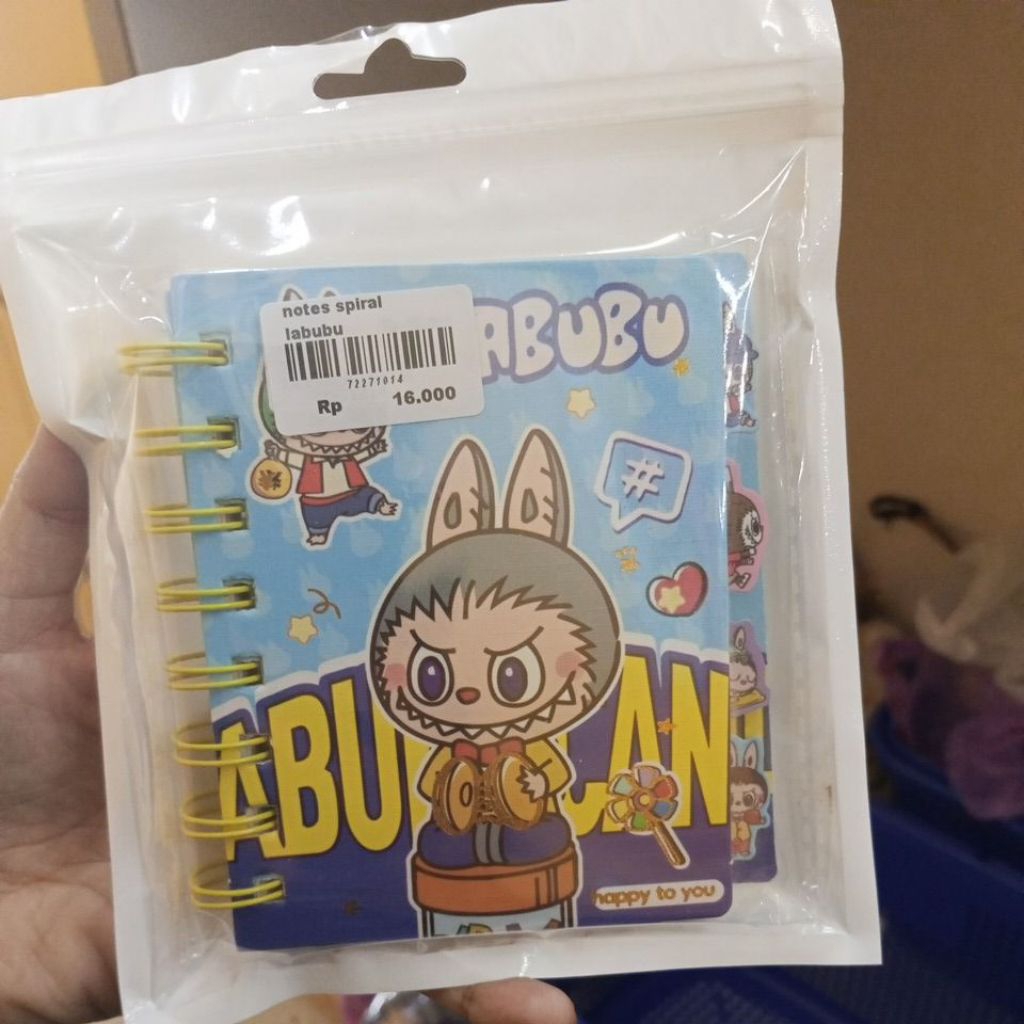 notes spiral
labubu
72271014
Rp 16.000
ABUBU
#
happy to you